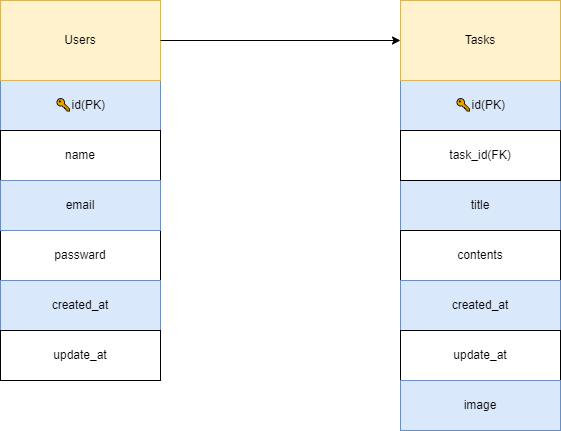 Users
🔑id(PK)
name
email
passward
created_at
update_at
Tasks
🔑id(PK)
task_id(FK)
title
contents
created_at
update_at
image